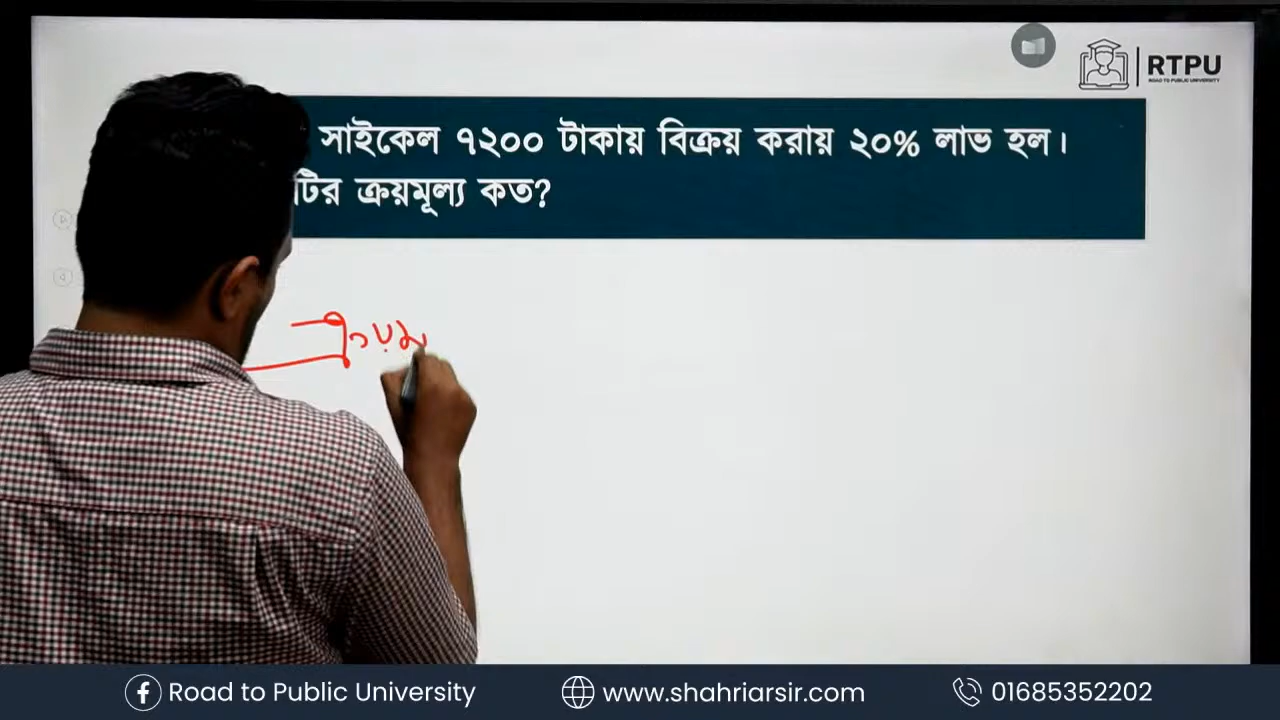 RTPU
ROAD TO PUBLIC UNIVERSITY
সাইকেল ৭২০০ টাকায় বিক্রয় করায় ২০% লাভ হল।
টির ক্রয়মূল্য কত?
Road to Public University
www.shahriarsir.com
01685352202